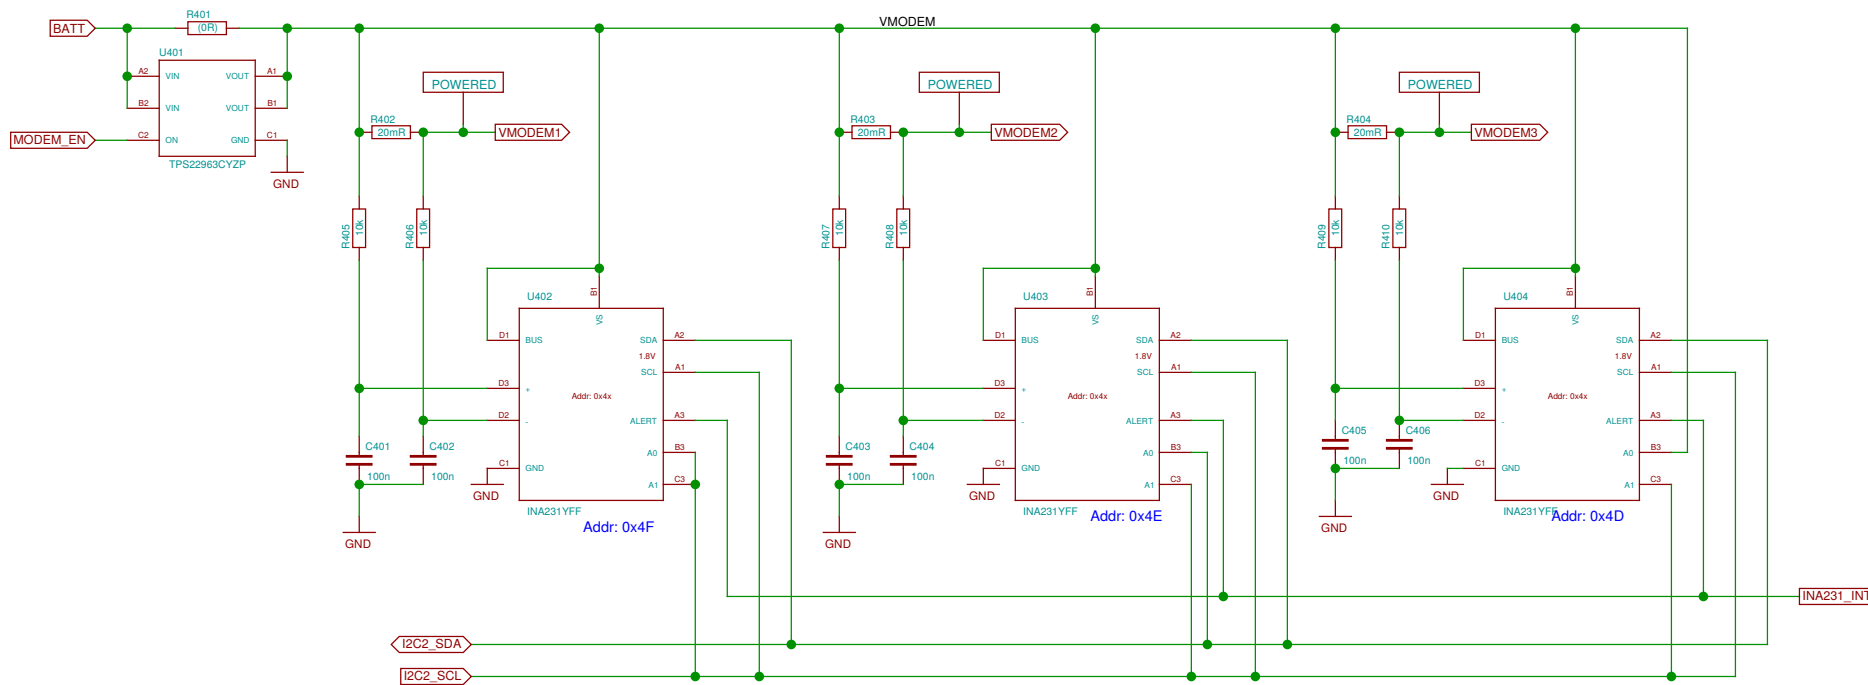 BATT
R401
(0R)
VMODEM
U401
A2 VIN VOUT A1
B2 VIN VOUT B1
MODEM_EN
C2 ON GND C1
TPS22963CYZP
GND
POWERED
R402
20mR
VMODEM1
R405
10k
R406
10k
U402
B1
VS
D1 BUS SDA A2
1.8V
SCL A1
D3 +
Addr: 0x4x
D2 - ALERT A3
A0 B3
C1 GND
A1 C3
GND
INA231YFF
Addr: 0x4F
C401
100n
C402
100n
GND
POWERED
R403
20mR
VMODEM2
R407
10k
R408
10k
U403
B1
VS
D1 BUS SDA A2
1.8V
SCL A1
D3 +
Addr: 0x4x
D2 - ALERT A3
A0 B3
C1 GND
A1 C3
GND
INA231YFF
Addr: 0x4E
C403
100n
C404
100n
GND
POWERED
R404
20mR
VMODEM3
R409
10k
R410
10k
U404
B1
VS
D1 BUS SDA A2
1.8V
SCL A1
D3 +
Addr: 0x4x
D2 - ALERT A3
A0 B3
C1 GND
A1 C3
GND
INA231YFF
Addr: 0x4D
C405
100n
C406
100n
GND
INA231_INT
I2C2_SDA
I2C2_SCL